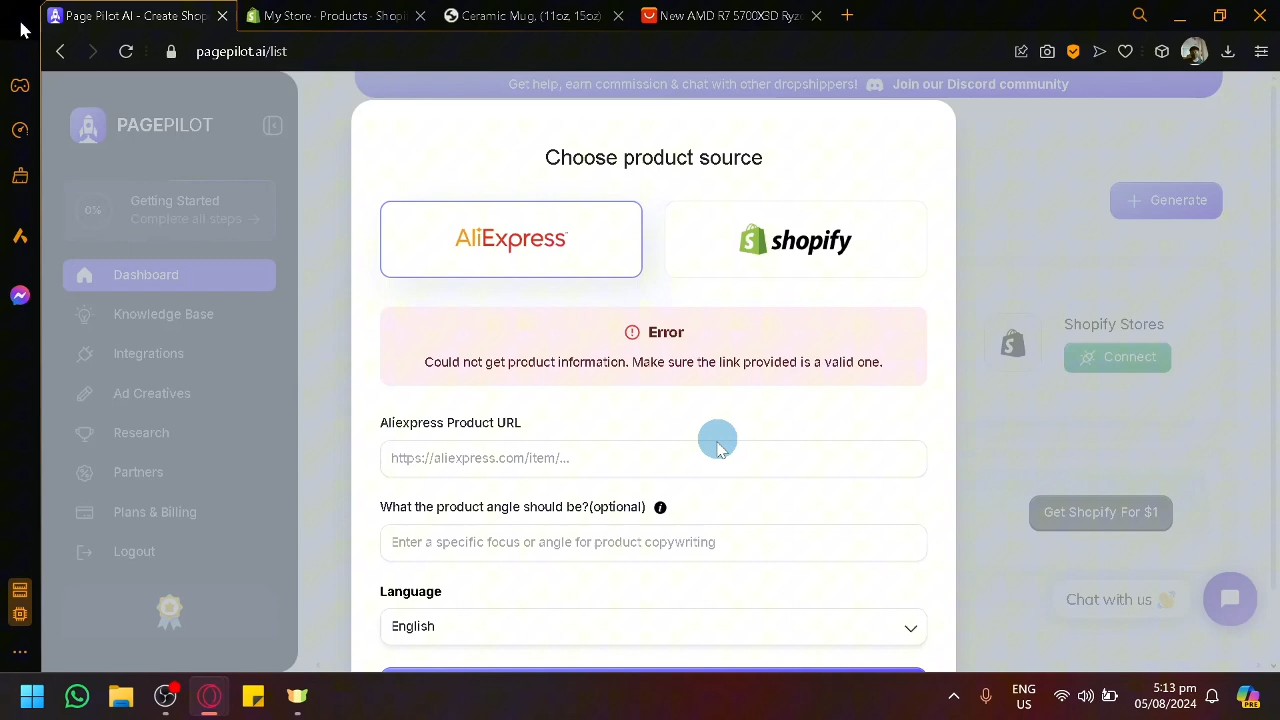 Page Pilot AI - Create Shop
My Store - Products - Shopi
Ceramic Mug, (11oz, 15oz)
New AMD R7 5700X3D Ryze
pagepilot.ai/list
Get help, earn commission & chat with other dropshippers! Join our Discord community
PAGEPILOT
Choose product source
0%
Getting Started
Complete all steps →
AliExpress
shopify
Generate
Dashboard
Knowledge Base
Integrations
Ad Creatives
Research
Partners
Plans & Billing
Logout
Error
Could not get product information. Make sure the link provided is a valid one.
Shopify Stores
Connect
Aliexpress Product URL
https://aliexpress.com/item/...
What the product angle should be?(optional)
Enter a specific focus or angle for product copywriting
Get Shopify For $1
Language
English
Chat with us 👋
ENG
US
5:13 pm
05/08/2024
PRE